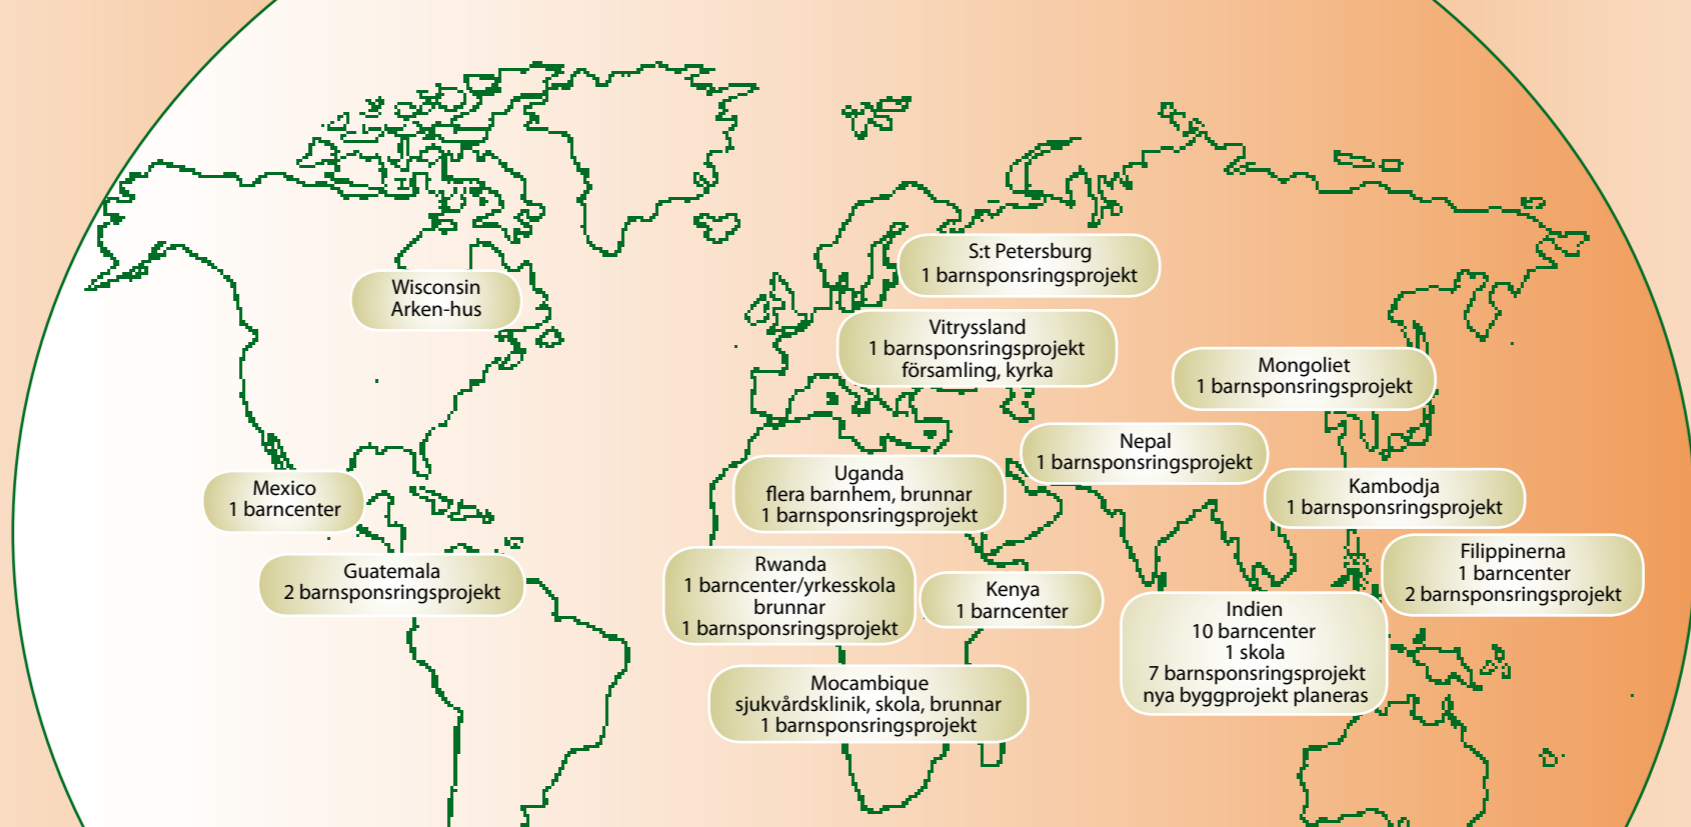 S:t Petersburg
1 barnsponsringsprojekt
Wisconsin
Arken-hus
Vitryssland
1 barnsponsringsprojekt
församling, kyrka
Mongoliet
1 barnsponsringsprojekt
Nepal
1 barnsponsringsprojekt
Uganda
flera barnhem, brunnar
1 barnsponsringsprojekt
Mexico
1 barncenter
Kambodja
1 barnsponsringsprojekt
Filippinerna
1 barncenter
2 barnsponsringsprojekt
Guatemala
2 barnsponsringsprojekt
Rwanda
1 barncenter/yrkesskola
brunnar
1 barnsponsringsprojekt
Kenya
1 barncenter
Indien
10 barncenter
1 skola
7 barnsponsringsprojekt
nya byggprojekt planeras
Mocambique
sjukvårdsklinik, skola, brunnar
1 barnsponsringsprojekt